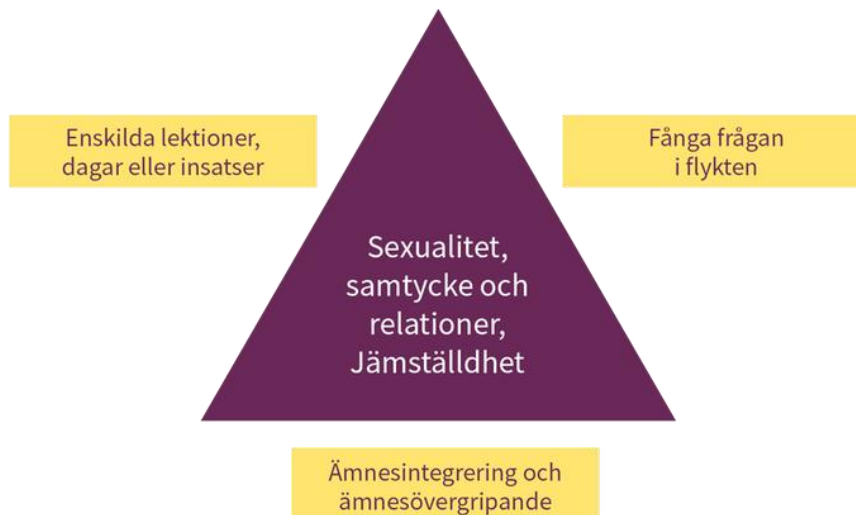 Enskilda lektioner,
dagar eller insatser
Fånga frågan
i flykten
Sexualitet,
samtycke och
relationer,
Jämställdhet
Ämnesintegrering och
ämnesövergripande